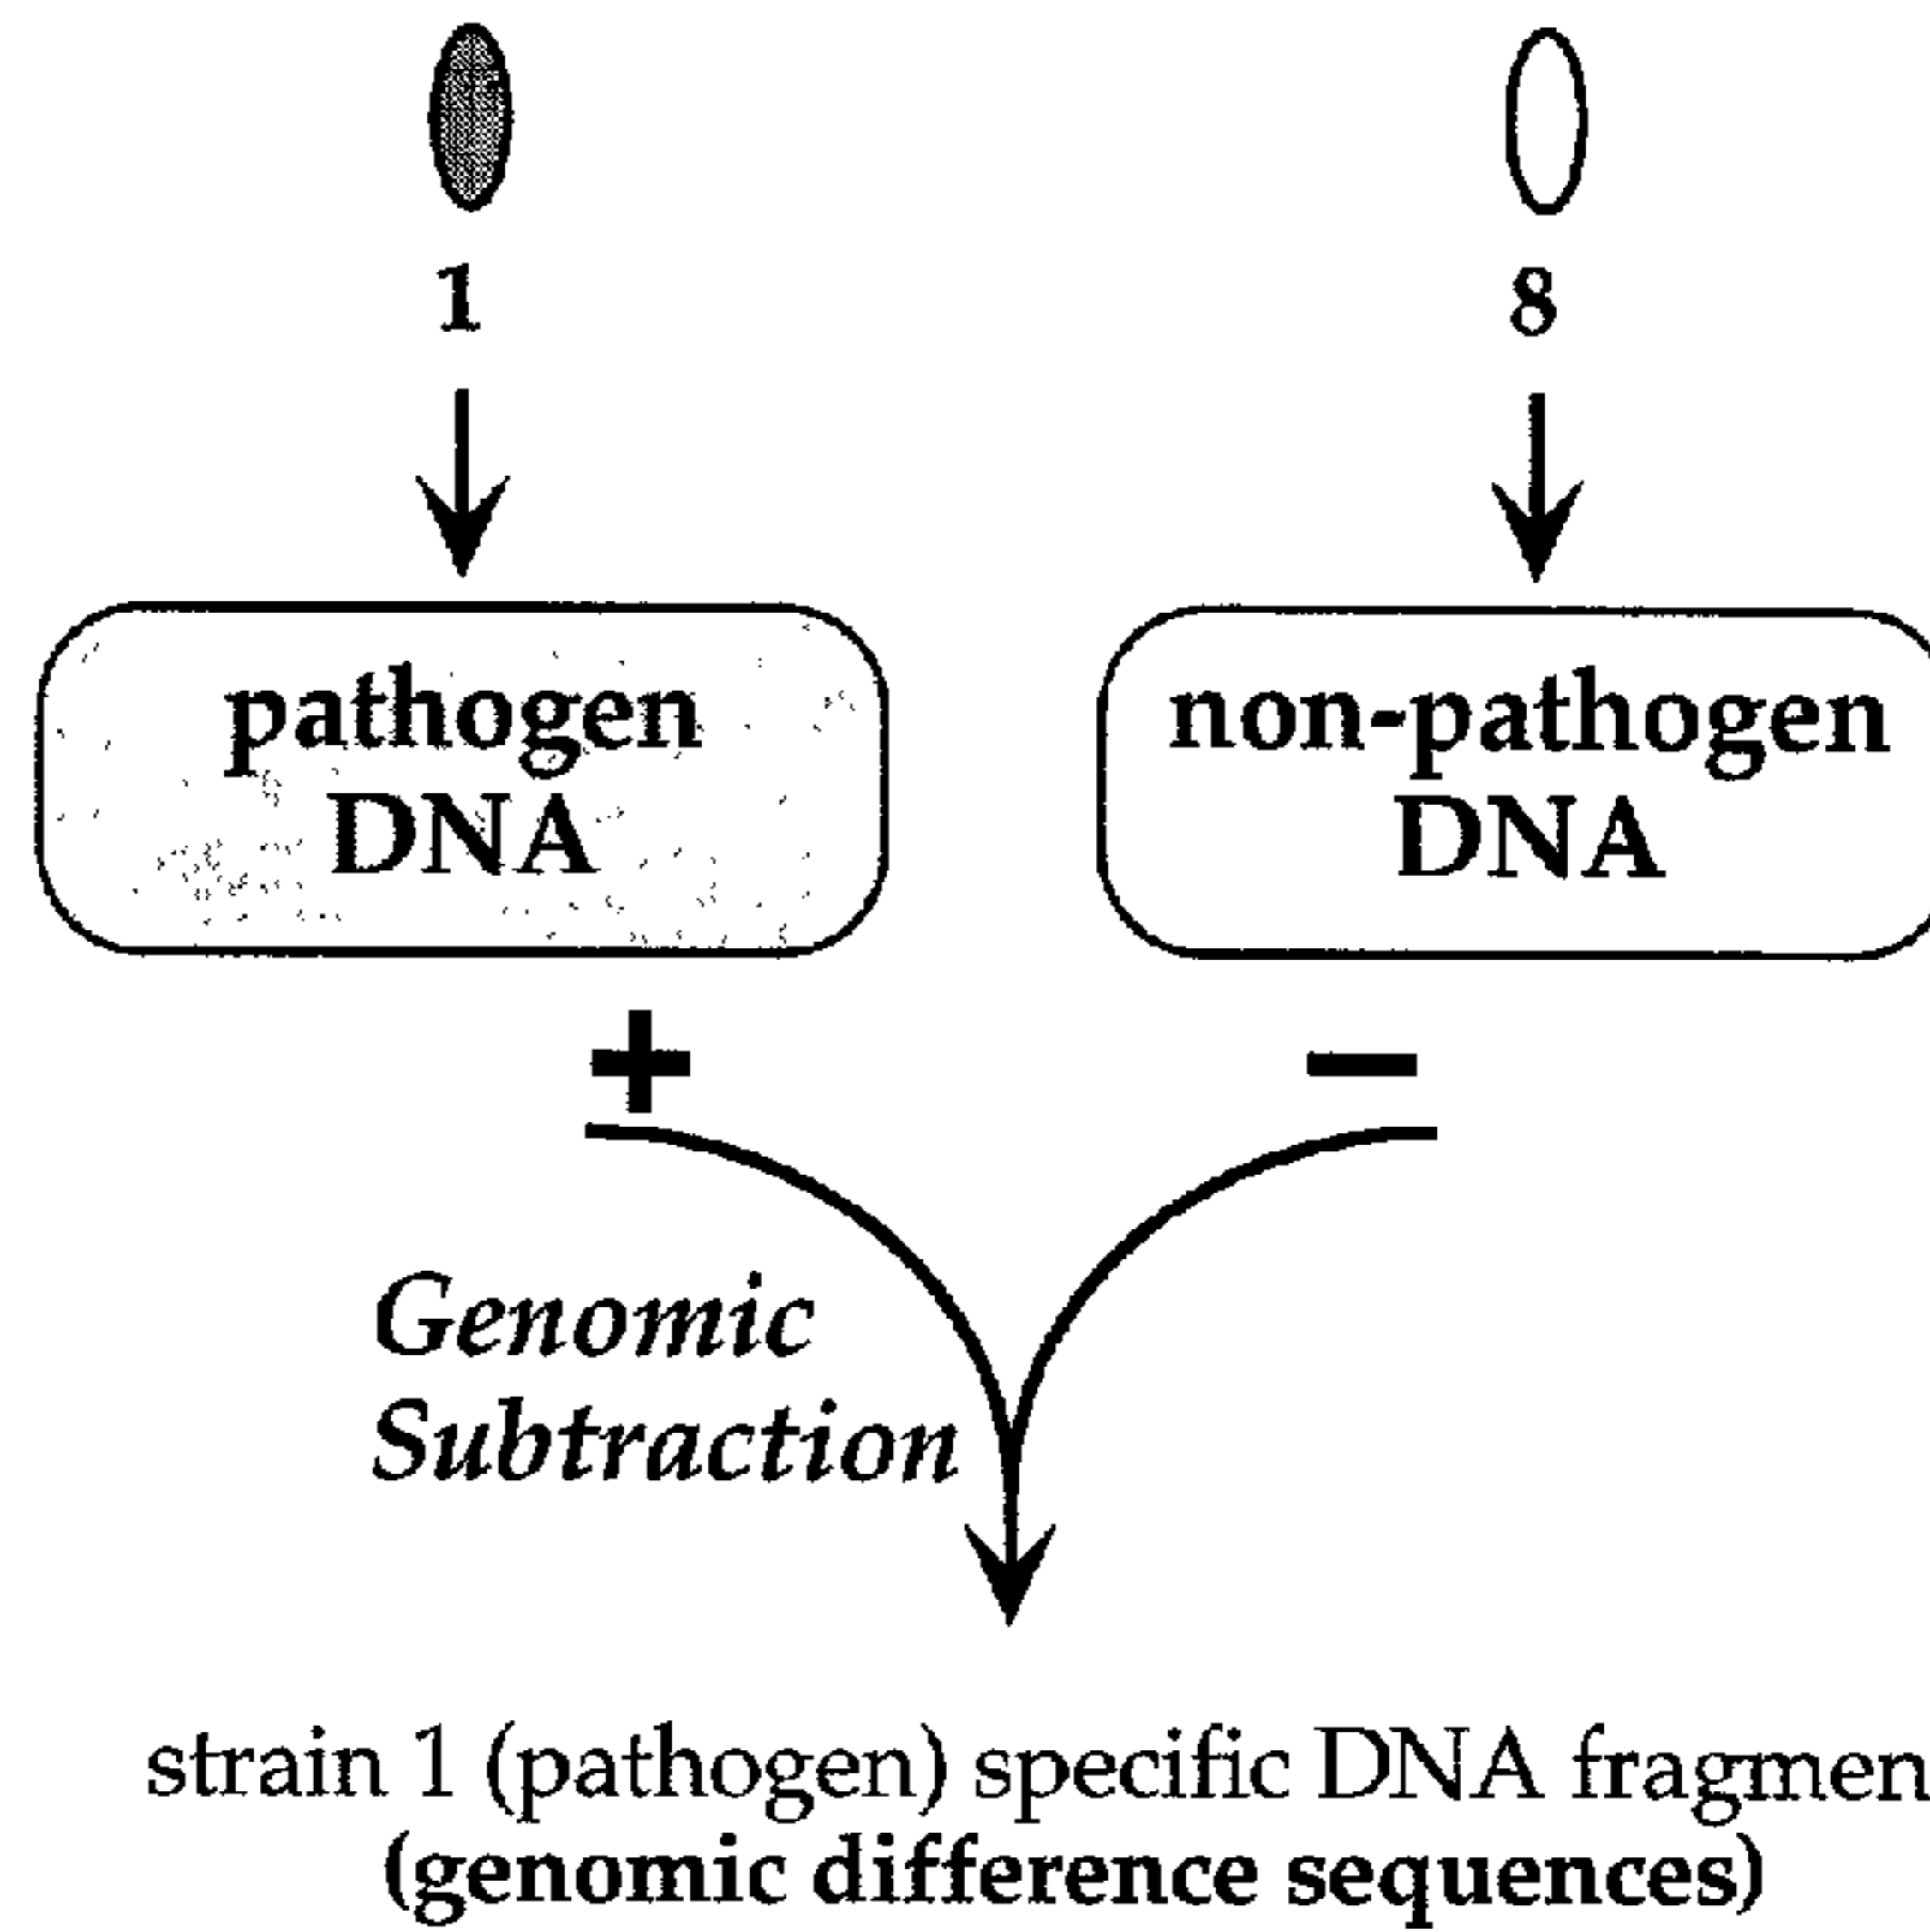 1
8
pathogen
DNA
non-pathogen
DNA
+
−
Genomic
Subtraction
strain 1 (pathogen) specific DNA fragmen
(genomic difference sequences)